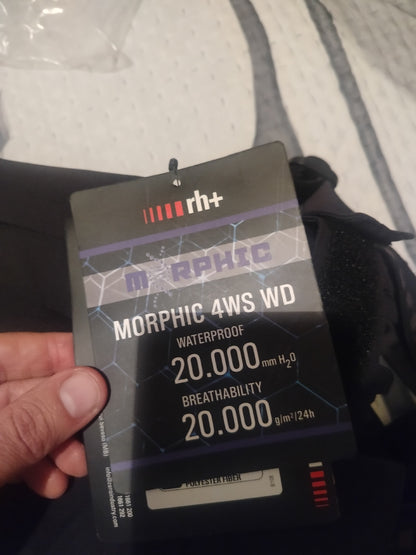 rh+
MORPHIC
MORPHIC 4WS WD
WATERPROOF
20.000 mm H₂O
BREATHABILITY
20.000 g/m²/24h
POLYESTER FIBER